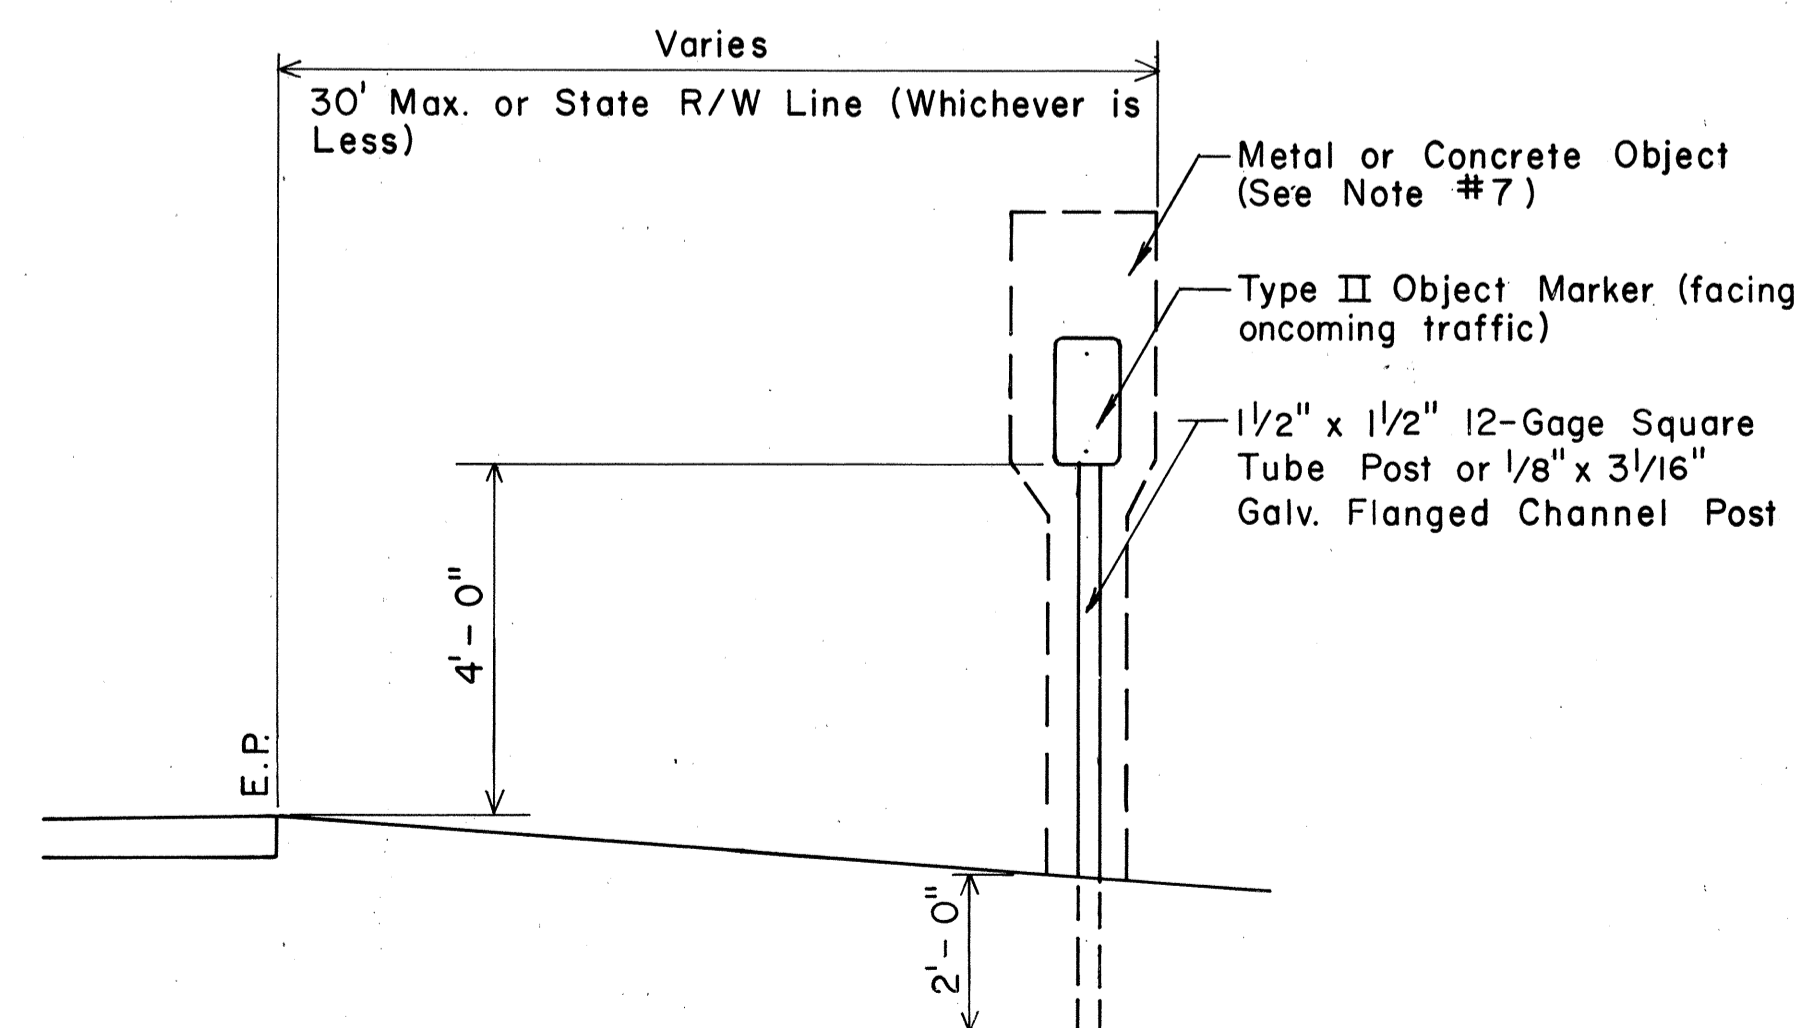 Varies
30' Max. or State R/W Line (Whichever is
Less)
Metal or Concrete Object
(See Note #7)
Type II Object Marker (facing
oncoming traffic)
1 1/2" x 1 1/2" 12-Gage Square
Tube Post or 1/8" x 3 1/16"
Galv. Flanged Channel Post
4'-0"
E.P.
2'-0"